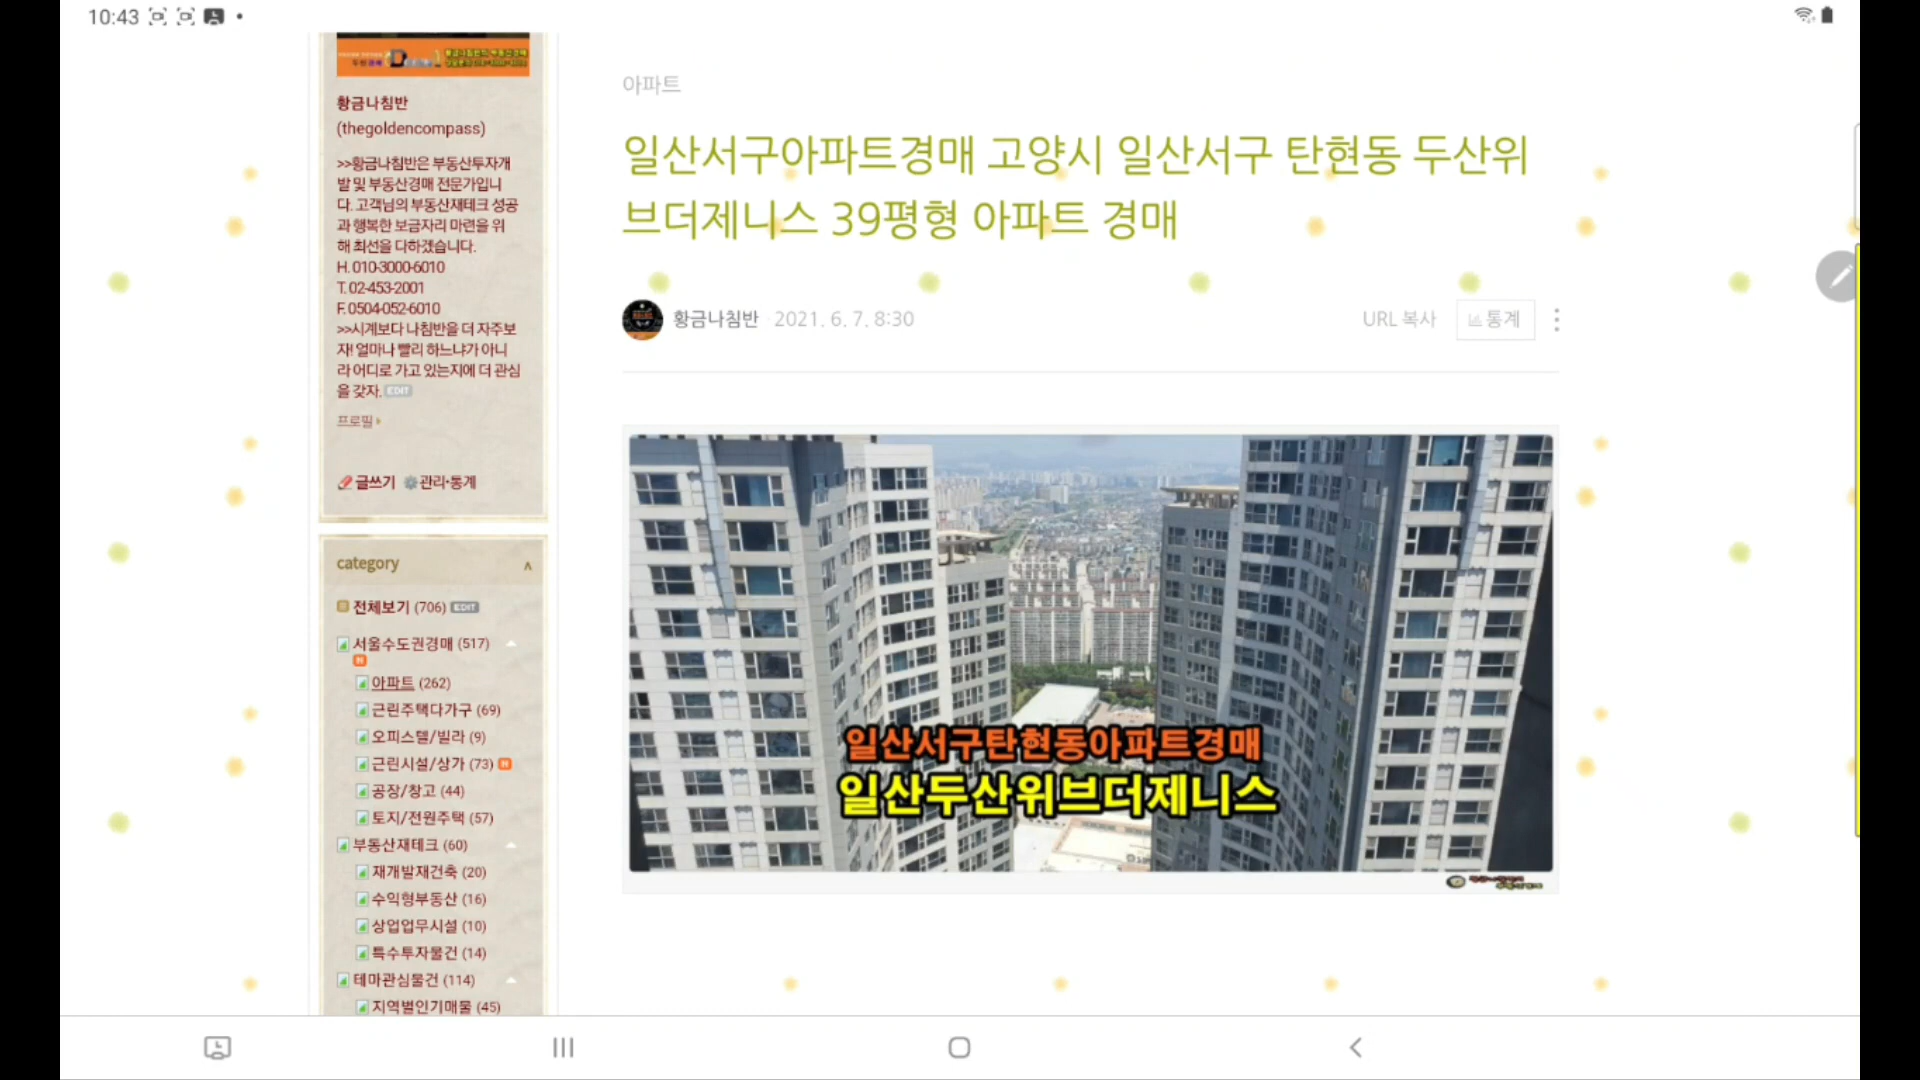 10:43
황금나침반
(thegoldencompass)
>>황금나침반은 부동산투자개
발 및 부동산경매 전문가입니
다. 고객님의 부동산재테크 성공
과 행복한 보금자리 마련을 위
해 최선을 다하겠습니다.
H. 010-3000-6010
T. 02-453-2001
F. 0504-052-6010
>>시계보다 나침반을 더 자주보
자! 얼마나 빨리 하느냐가 아니
라 어디로 가고 있는지에 더 관심
을 갖자. EDIT
프로필
글쓰기 관리·통계
category
전체보기 (706) EDIT
서울수도권경매 (517)
N
아파트 (262)
근린주택다가구 (69)
오피스텔/빌라 (9)
근린시설/상가 (73) N
공장/창고 (44)
토지/전원주택 (57)
부동산재테크 (60)
재개발재건축 (20)
수익형부동산 (16)
상업업무시설 (10)
특수투자물건 (14)
테마관심물건 (114)
지역별인기매물 (45)
아파트
일산서구아파트경매 고양시 일산서구 탄현동 두산위
브더제니스 39평형 아파트 경매
황금나침반 · 2021. 6. 7. 8:30
URL 복사 통계
일산서구탄현동아파트경매
일산두산위브더제니스